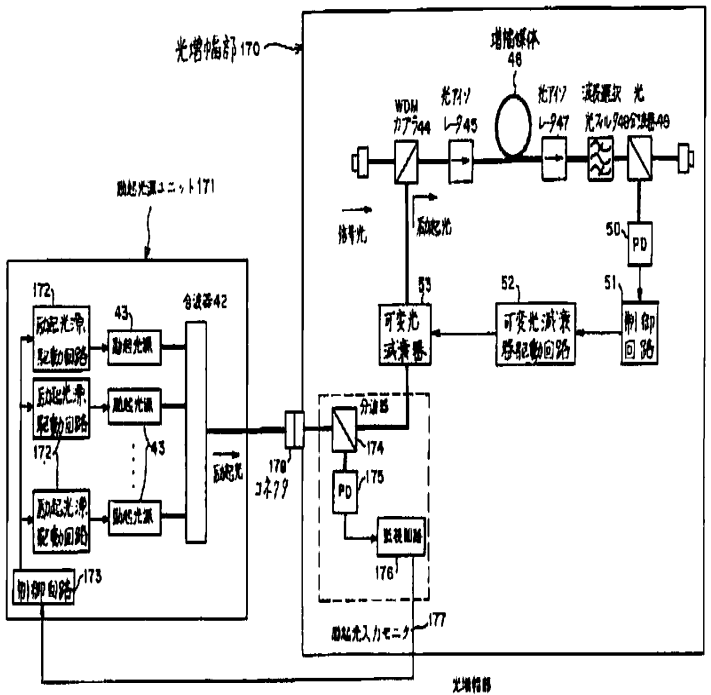 光増幅部170
増幅媒体
46
WDM
カプラ44
光アイソ
レータ45
光アイソ
レータ47
波長選択
光フィルタ48
光
分波器49
信号光
励起光
50
PD
励起光源ユニット171
合波器42
172
励起光源
駆動回路
43
励起光源
励起光源
駆動回路
励起光源
172
43
励起光源
駆動回路
励起光源
制御回路
173
励起光
178
コネクタ
53
可変光
減衰器
52
可変光減衰
器駆動回路
51
制御
回路
分波器
174
PD
175
監視回路
176
励起光入力モニタ
177
光増幅部